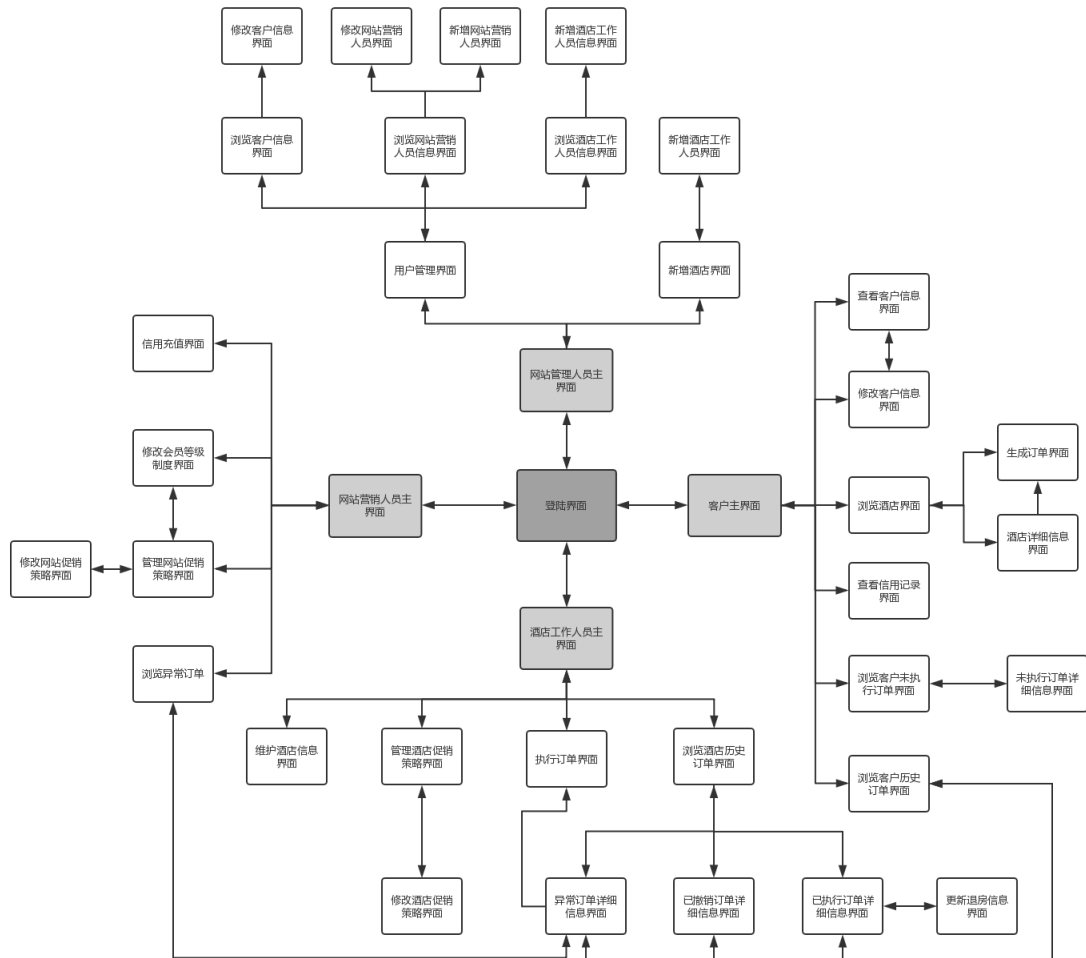 修改客户信息
界面
修改网站营销
人员界面
新增网站营销
人员界面
新增酒店工作
人员信息界面
浏览客户信息
界面
浏览网站营销
人员信息界面
浏览酒店工作
人员信息界面
新增酒店工作
人员界面
用户管理界面
新增酒店界面
查看客户信息
界面
信用充值界面
网站管理人员主
界面
修改客户信息
界面
修改会员等级
制度界面
生成订单界面
网站营销人员主
界面
登陆界面
客户主界面
浏览酒店界面
酒店详细信息
界面
修改网站促销
策略界面
管理网站促销
策略界面
查看信用记录
界面
酒店工作人员主
界面
浏览异常订单
浏览客户未执
行订单界面
未执行订单详
细信息界面
维护酒店信息
界面
管理酒店促销
策略界面
执行订单界面
浏览酒店历史
订单界面
浏览客户历史
订单界面
修改酒店促销
策略界面
异常订单详细
信息界面
已撤销订单详
细信息界面
已执行订单详
细信息界面
更新退房信息
界面